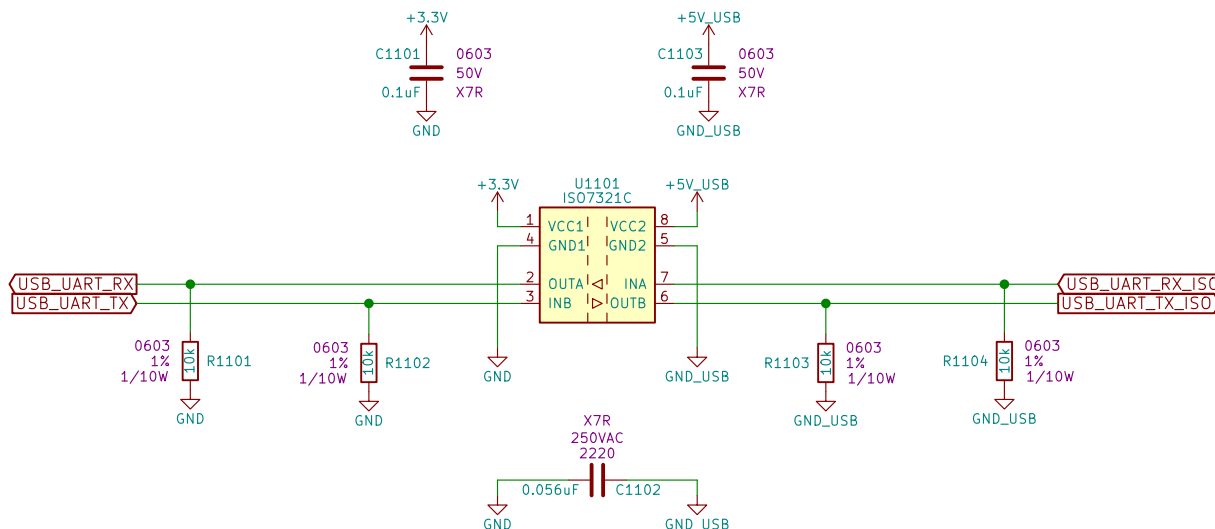 +3.3V
C1101
0603
50V
0.1uF
X7R
GND
+5V_USB
C1103
0603
50V
0.1uF
X7R
GND_USB
U1101
ISO7321C
+3.3V
+5V_USB
1 VCC1 VCC2 8
4 GND1 GND2 5
2 OUTA INA 7
3 INB OUTB 6
USB_UART_RX
USB_UART_TX
USB_UART_RX_ISO
USB_UART_TX_ISO
0603
1%
1/10W
10k
R1101
GND
0603
1%
1/10W
10k
R1102
GND
GND
GND_USB
R1103
10k
0603
1%
1/10W
GND_USB
R1104
10k
0603
1%
1/10W
GND_USB
X7R
250VAC
2220
0.056uF
C1102
GND
GND_USB